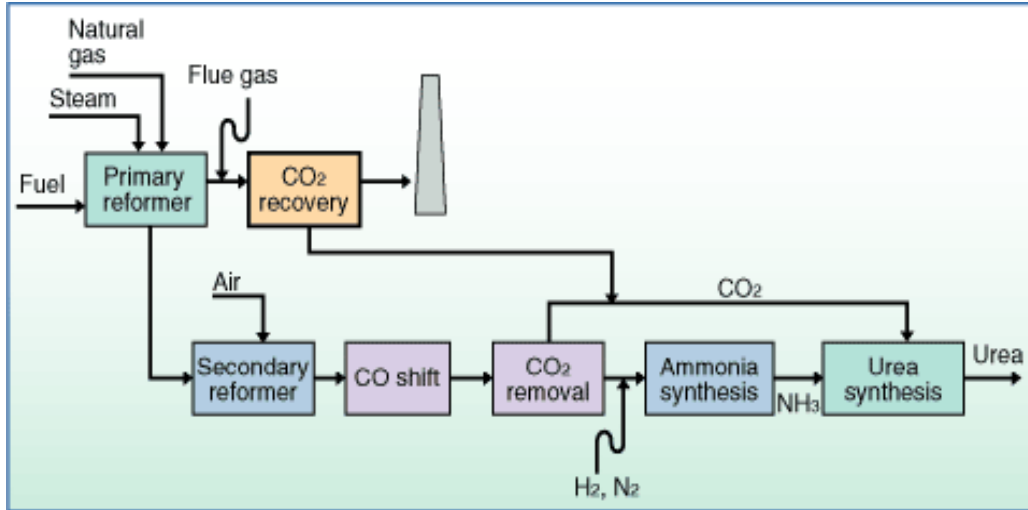 Natural
gas
Flue gas
Steam
Fuel
Primary
reformer
CO₂
recovery
Air
CO₂
Secondary
reformer
CO shift
CO₂
removal
Ammonia
synthesis
NH₃
Urea
synthesis
Urea
H₂, N₂